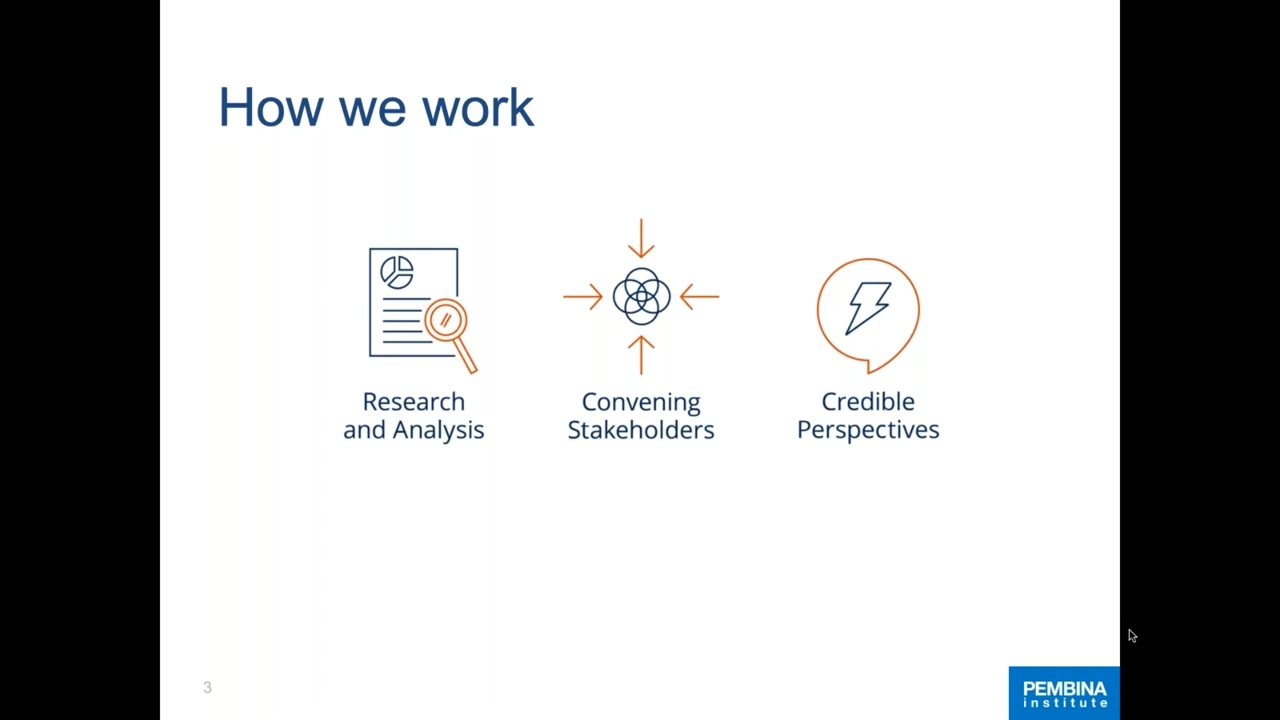 How we work
Research
and Analysis
Convening
Stakeholders
Credible
Perspectives
3
PEMBINA
institute